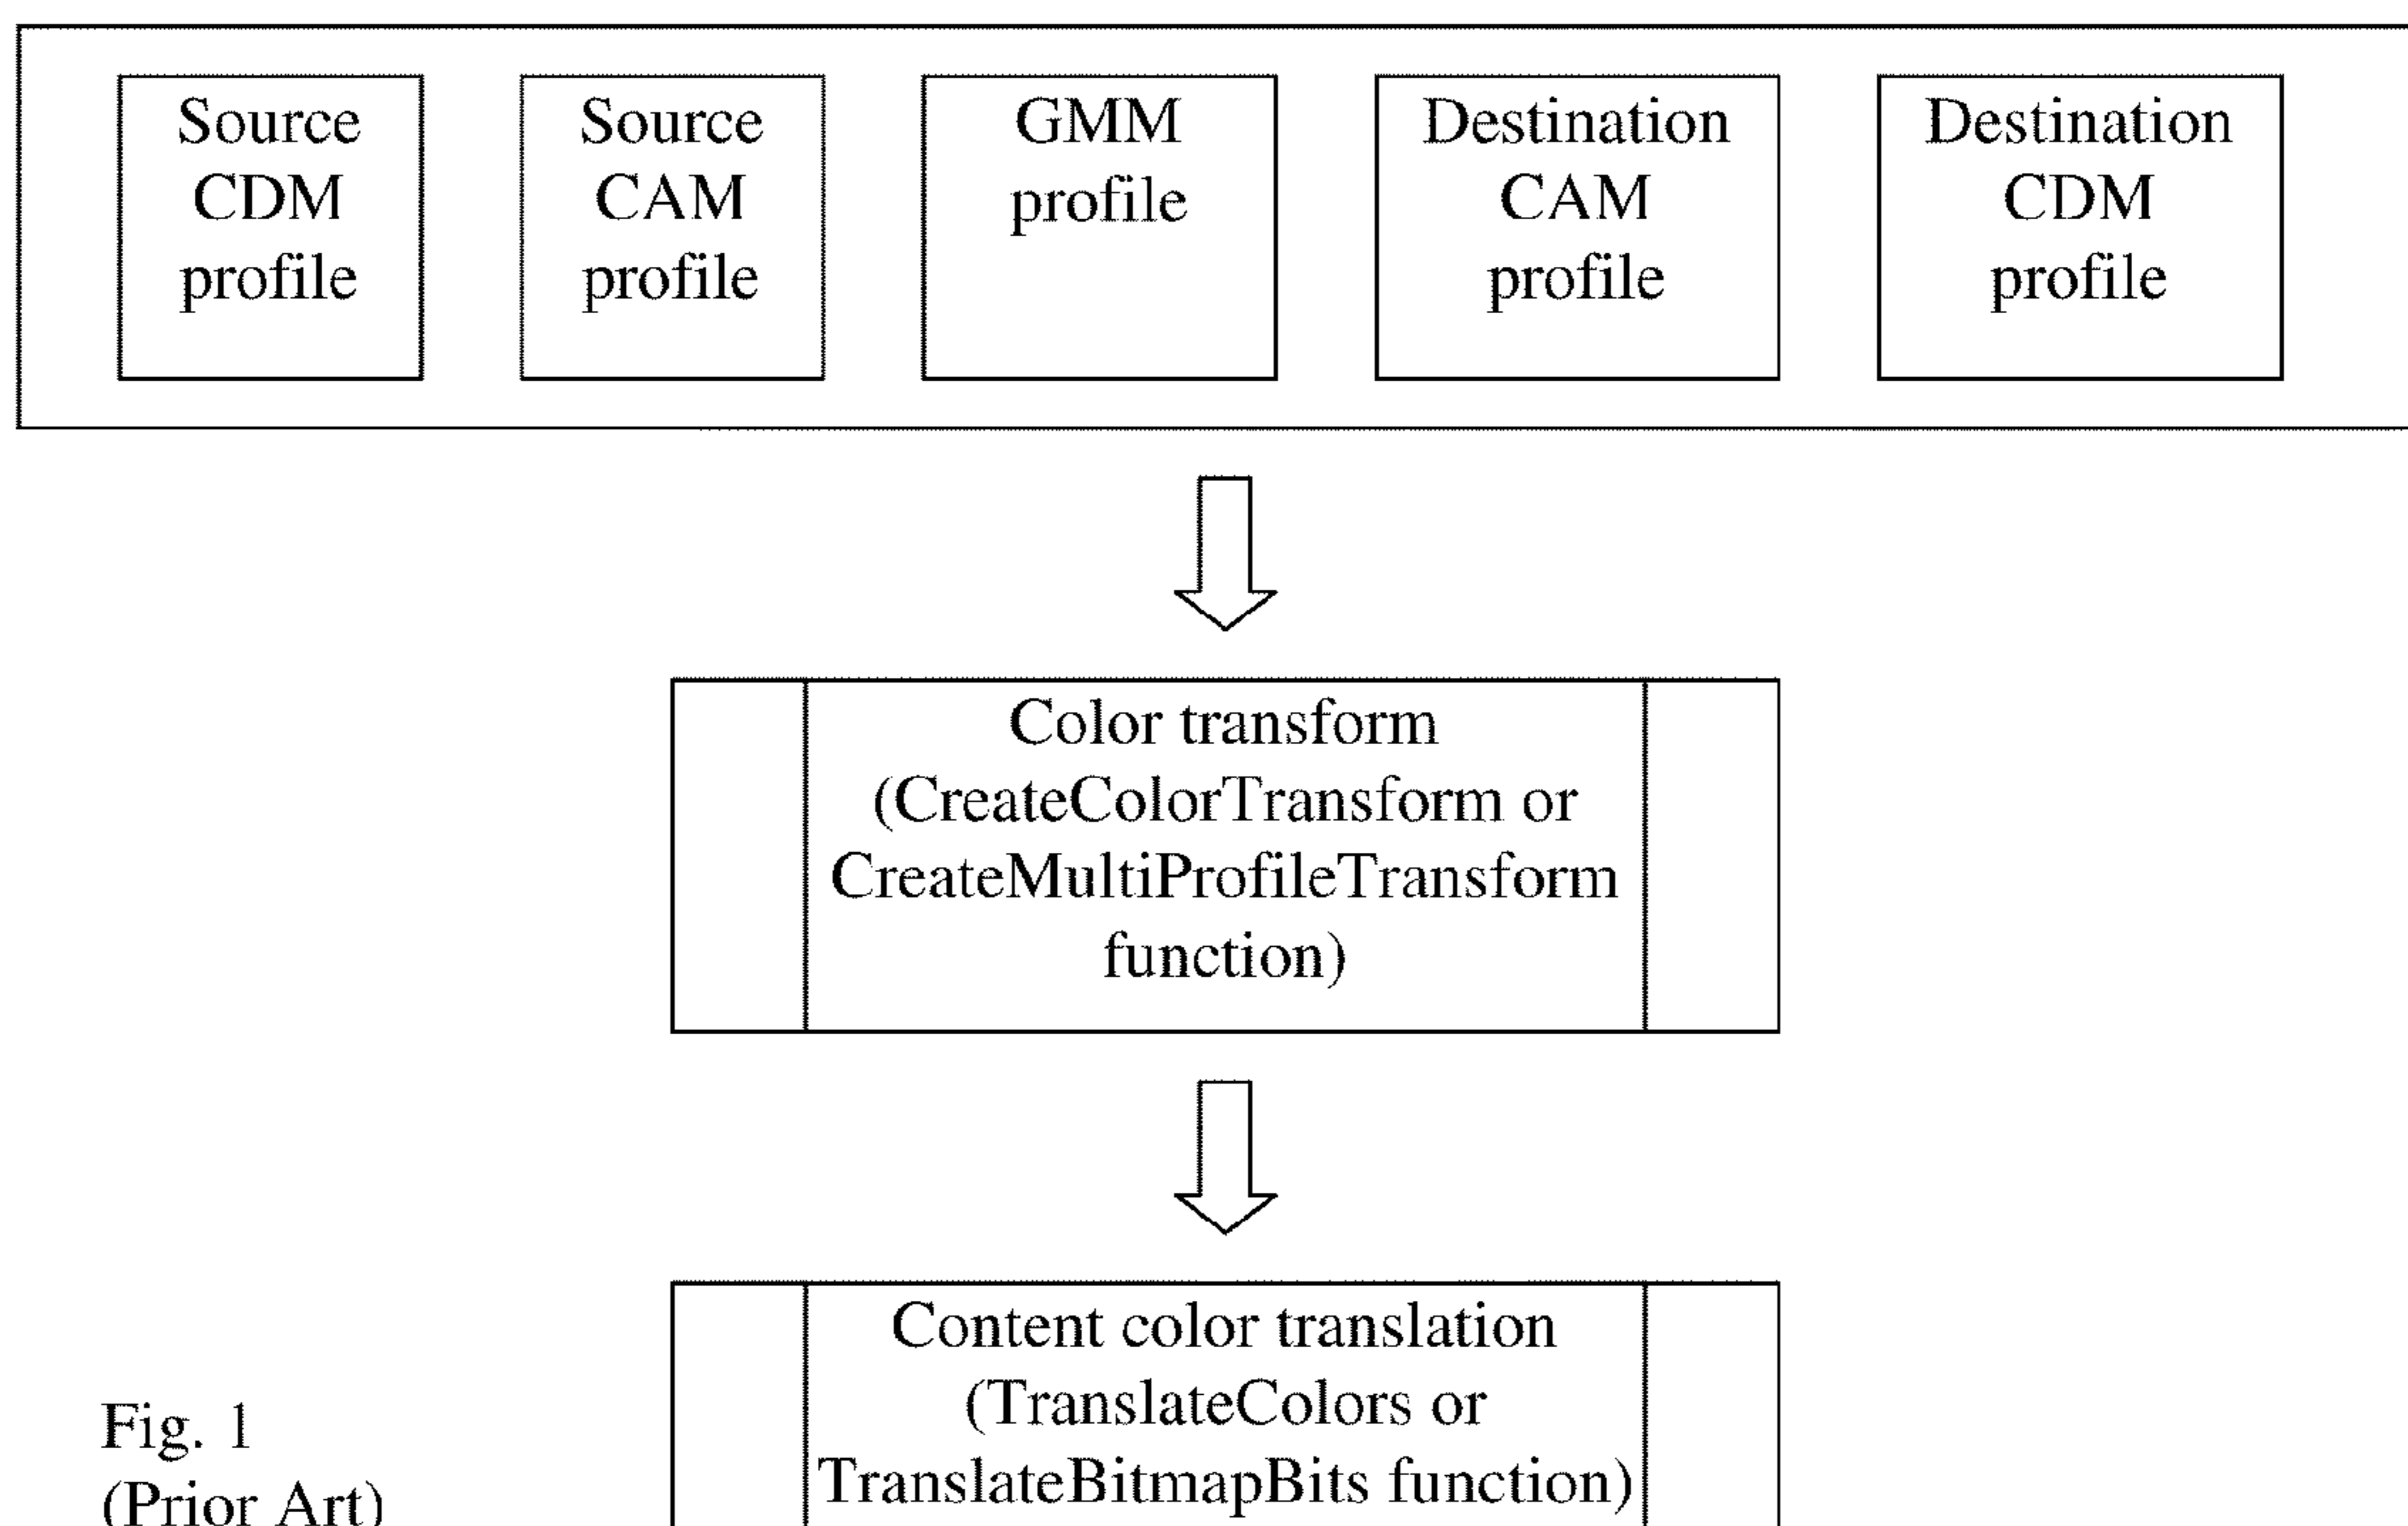 Source
CDM
profile
Source
CAM
profile
GMM
profile
Destination
CAM
profile
Destination
CDM
profile
Color transform
(CreateColorTransform or
CreateMultiProfileTransform
function)
Content color translation
(TranslateColors or
TranslateBitmapBits function)
Fig. 1
(Prior Art)